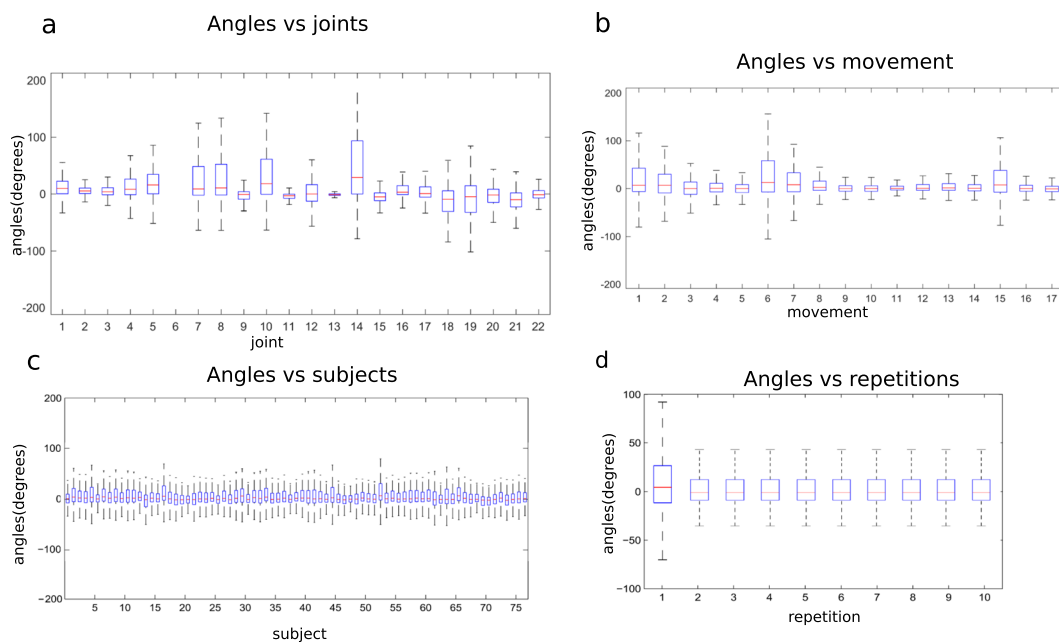 a
Angles vs joints
angles(degrees)
200
100
0
-100
-200
1 2 3 4 5 6 7 8 9 10 11 12 13 14 15 16 17 18 19 20 21 22
joint
b
Angles vs movement
angles(degrees)
200
100
0
-100
-200
1 2 3 4 5 6 7 8 9 10 11 12 13 14 15 16 17
movement
c
Angles vs subjects
angles(degrees)
200
100
0
−100
−200
5 10 15 20 25 30 35 40 45 50 55 60 65 70 75
subject
d
Angles vs repetitions
angles(degrees)
100
50
0
−50
−100
1 2 3 4 5 6 7 8 9 10
repetition